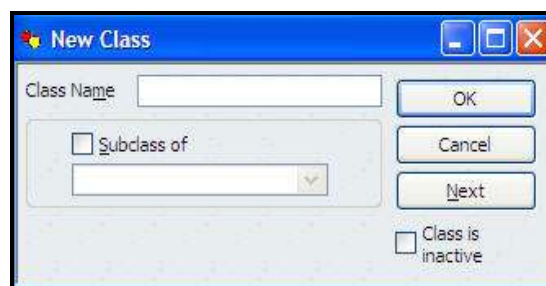 New Class
Class Name
OK
Subclass of
Cancel
Next
Class is
inactive